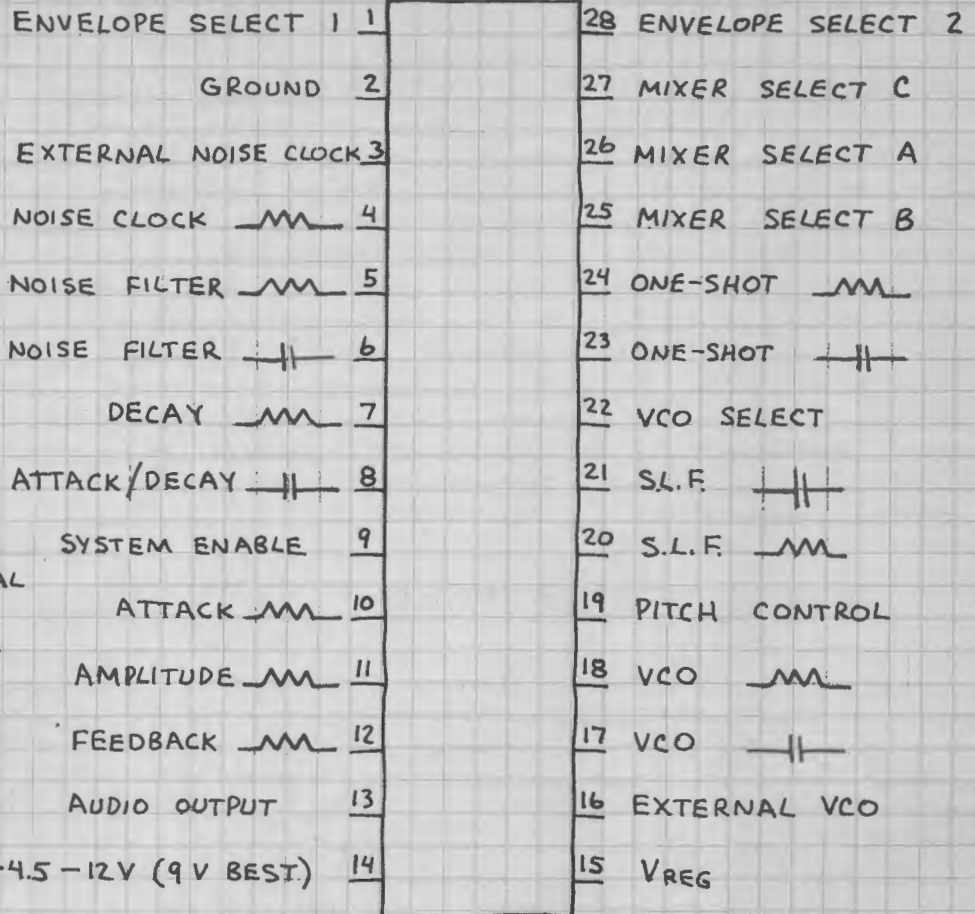 ENVELOPE SELECT 1 1
GROUND 2
EXTERNAL NOISE CLOCK 3
NOISE CLOCK 4
NOISE FILTER 5
NOISE FILTER 6
DECAY 7
ATTACK/DECAY 8
SYSTEM ENABLE 9
AL
ATTACK 10
AMPLITUDE 11
FEEDBACK 12
AUDIO OUTPUT 13
4.5-12V (9 V BEST.) 14
28 ENVELOPE SELECT 2
27 MIXER SELECT C
26 MIXER SELECT A
25 MIXER SELECT B
24 ONE-SHOT
23 ONE-SHOT
22 VCO SELECT
21 S.L.F.
20 S.L.F.
19 PITCH CONTROL
18 VCO
17 VCO
16 EXTERNAL VCO
15 VREG